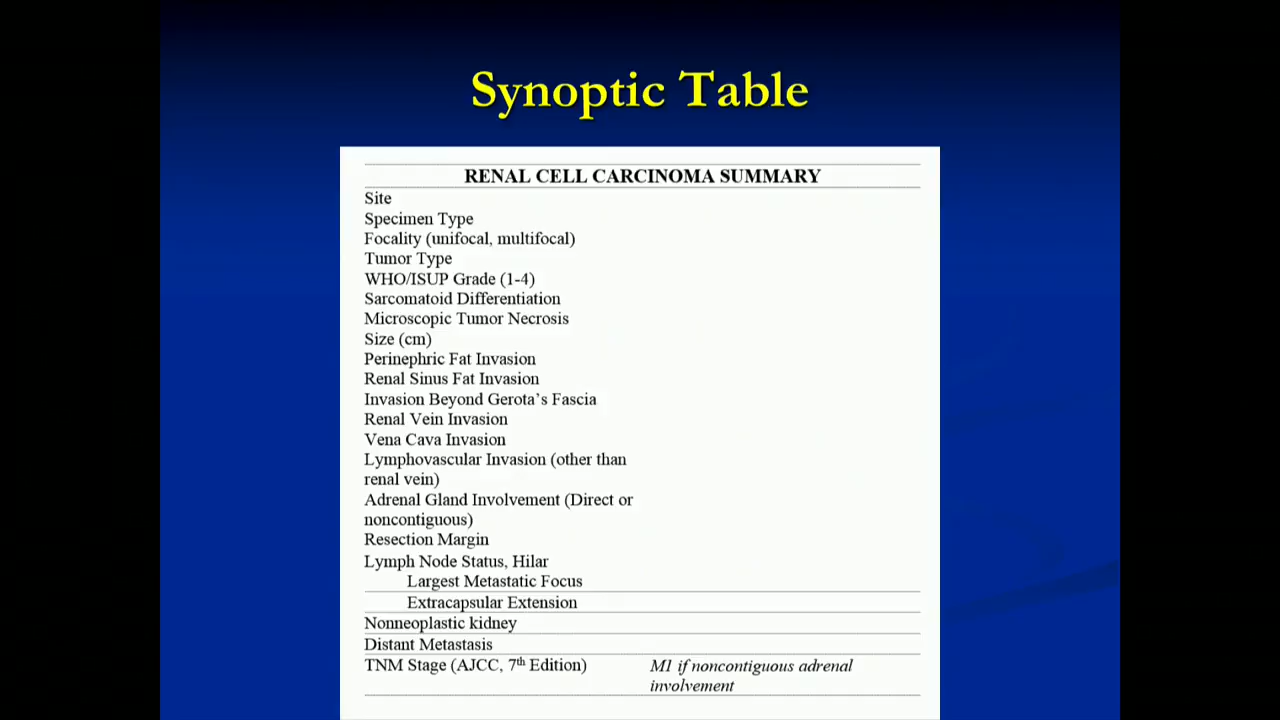 Synoptic Table
RENAL CELL CARCINOMA SUMMARY
Site
Specimen Type
Focality (unifocal, multifocal)
Tumor Type
WHO/ISUP Grade (1-4)
Sarcomatoid Differentiation
Microscopic Tumor Necrosis
Size (cm)
Perinephric Fat Invasion
Renal Sinus Fat Invasion
Invasion Beyond Gerota’s Fascia
Renal Vein Invasion
Vena Cava Invasion
Lymphovascular Invasion (other than
renal vein)
Adrenal Gland Involvement (Direct or
noncontiguous)
Resection Margin
Lymph Node Status, Hilar
Largest Metastatic Focus
Extracapsular Extension
Nonneoplastic kidney
Distant Metastasis
TNM Stage (AJCC, 7th Edition) M1 if noncontiguous adrenal
involvement